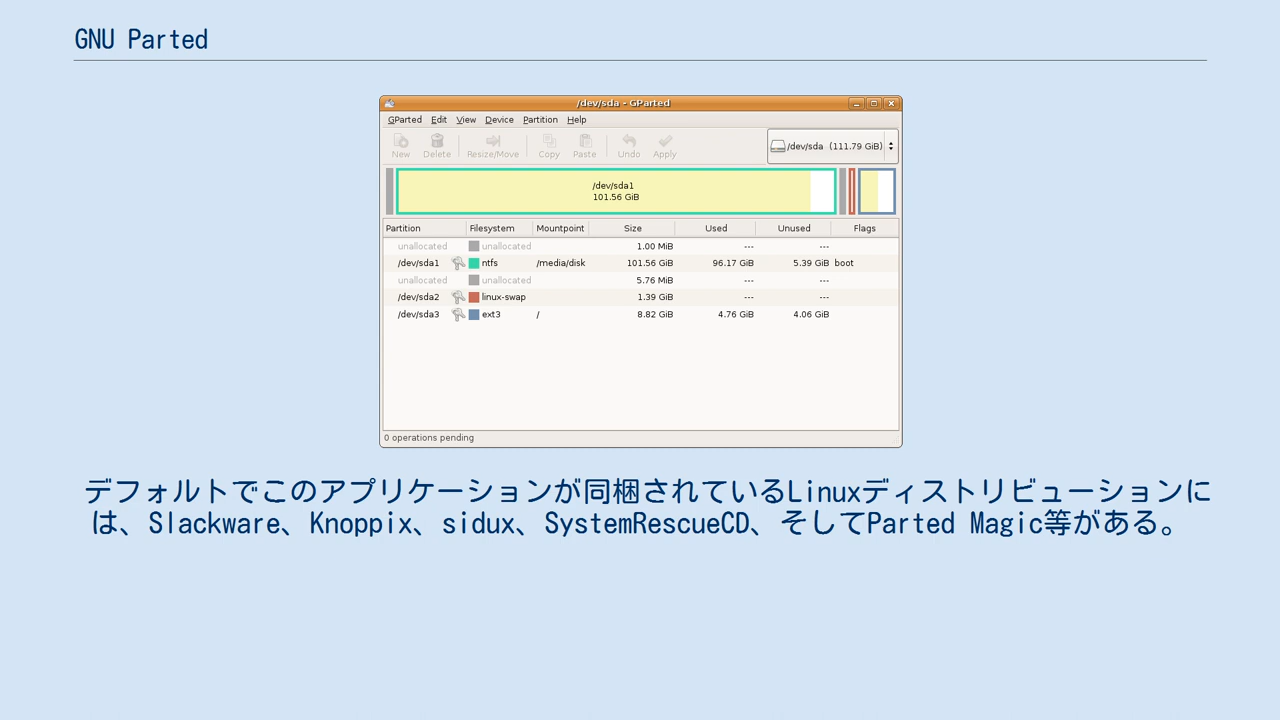 GNU Parted
/dev/sda - GParted
GParted Edit View Device Partition Help
New Delete Resize/Move Copy Paste Undo Apply /dev/sda (111.79 GiB)
/dev/sda1
101.56 GiB
Partition Filesystem Mountpoint Size Used Unused Flags
unallocated unallocated 1.00 MiB --- ---
/dev/sda1 ntfs /media/disk 101.56 GiB 96.17 GiB 5.39 GiB boot
unallocated unallocated 5.76 MiB --- ---
/dev/sda2 linux-swap 1.39 GiB --- ---
/dev/sda3 ext3 / 8.82 GiB 4.76 GiB 4.06 GiB
0 operations pending
デフォルトでこのアプリケーションが同梱されているLinuxディストリビューションに
は、Slackware、Knoppix、sidux、SystemRescueCD、そしてParted Magic等がある。